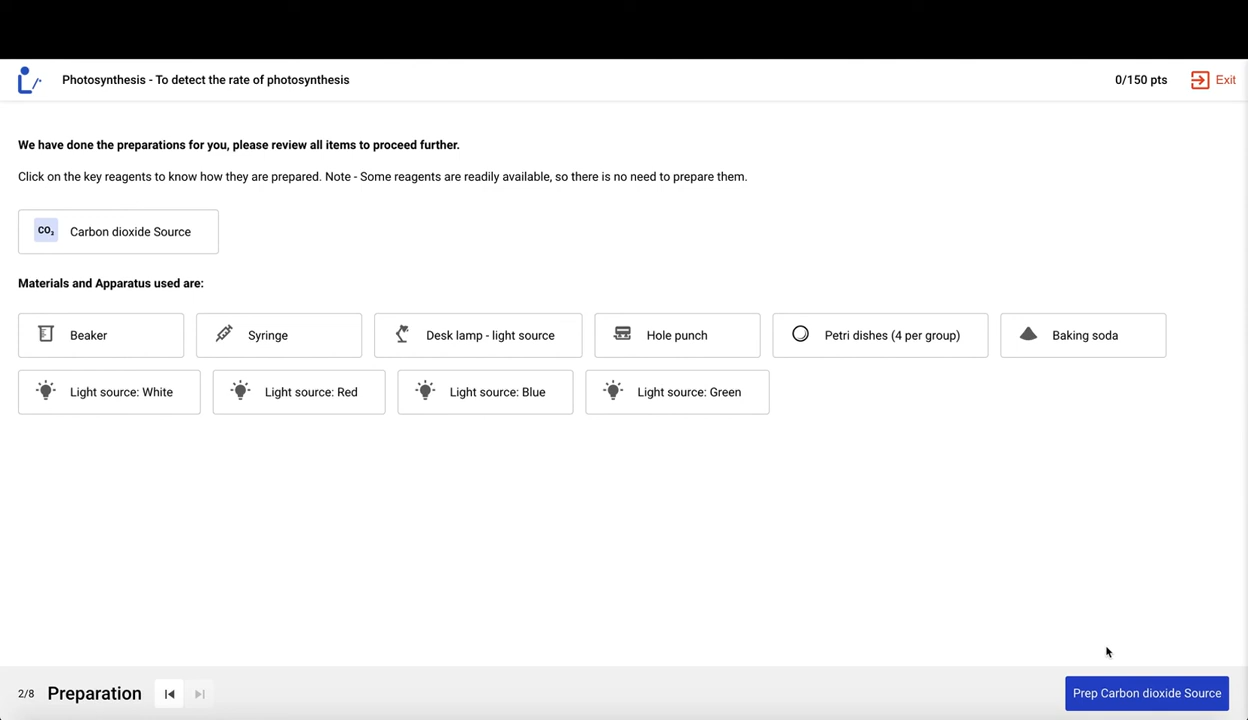 Photosynthesis - To detect the rate of photosynthesis
0/150 pts
Exit
We have done the preparations for you, please review all items to proceed further.
Click on the key reagents to know how they are prepared. Note - Some reagents are readily available, so there is no need to prepare them.
CO₂ Carbon dioxide Source
Materials and Apparatus used are:
Beaker
Syringe
Desk lamp - light source
Hole punch
Petri dishes (4 per group)
Baking soda
Light source: White
Light source: Red
Light source: Blue
Light source: Green
2/8 Preparation
Prep Carbon dioxide Source